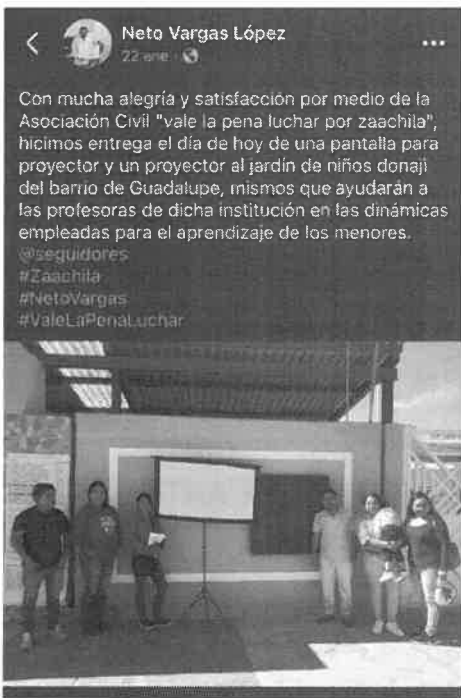 Neto Vargas López
22 ene
Con mucha alegría y satisfacción por medio de la
Asociación Civil "vale la pena luchar por zaachila",
hicimos entrega el día de hoy de una pantalla para
proyector y un proyector al jardín de niños donají
del barrio de Guadalupe, mismos que ayudarán a
las profesoras de dicha institución en las dinámicas
empleadas para el aprendizaje de los menores.
@seguidores
#Zaachila
#NetoVargas
#ValeLaPenaLuchar